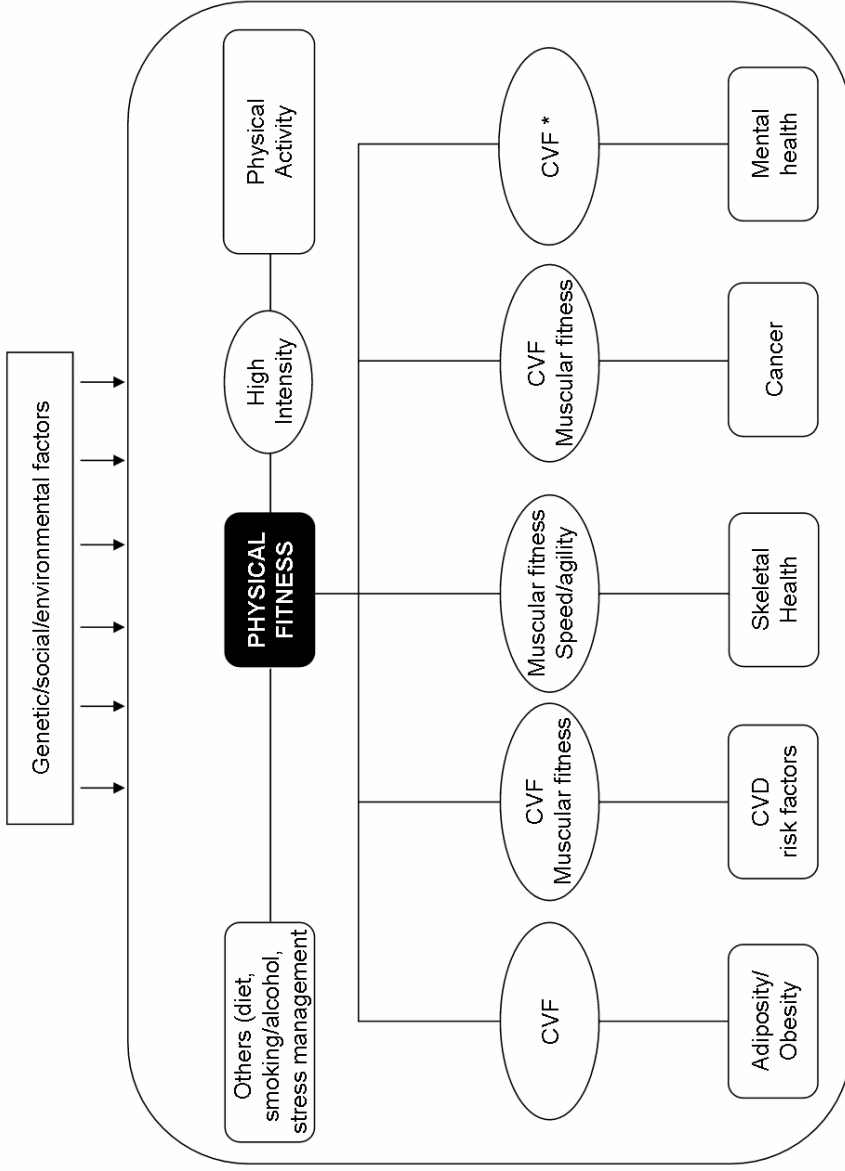 Genetic/social/environmental factors
Others (diet,
smoking/alcohol,
stress management
PHYSICAL
FITNESS
High
Intensity
Physical
Activity
CVF
CVF
Muscular fitness
Muscular fitness
Speed/agility
CVF
Muscular fitness
CVF *
Adiposity/
Obesity
CVD
risk factors
Skeletal
Health
Cancer
Mental
health